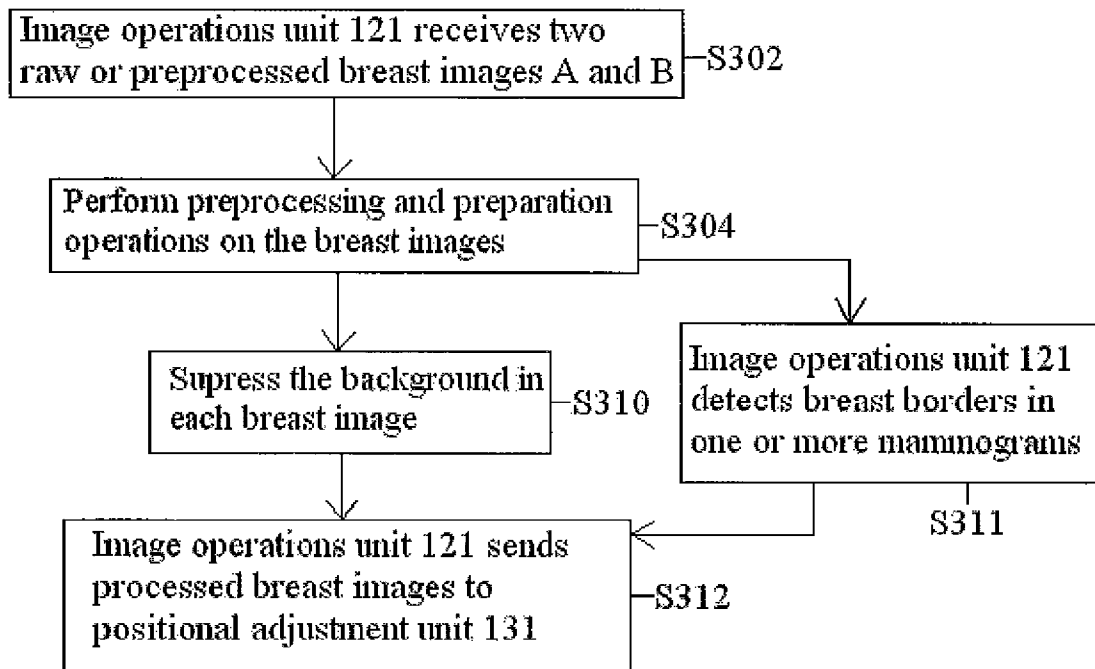 Image operations unit 121 receives two
raw or preprocessed breast images A and B
S302
Perform preprocessing and preparation
operations on the breast images
S304
Supress the background in
each breast image
S310
Image operations unit 121
detects breast borders in
one or more mammograms
S311
Image operations unit 121 sends
processed breast images to
positional adjustment unit 131
S312